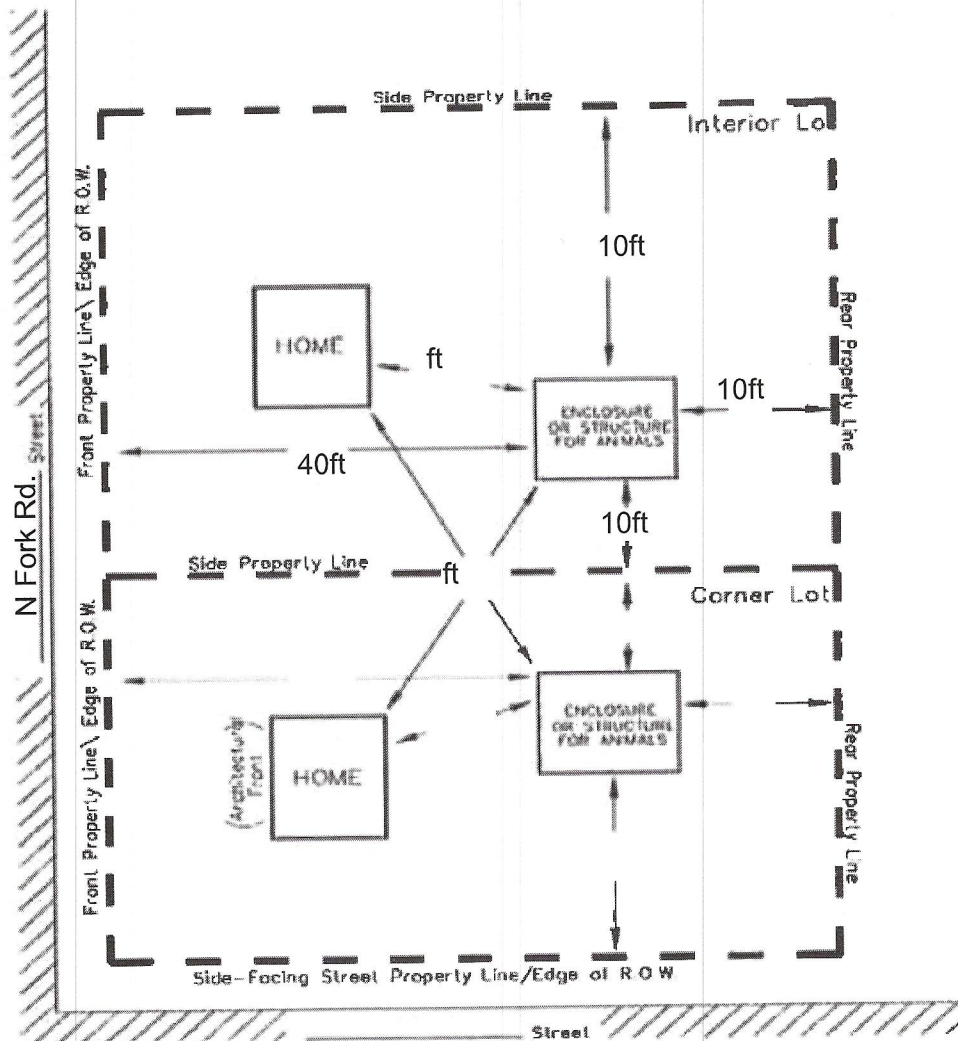 Side Property Line
Interior Lo
Front Property Line\ Edge of R.O.W.
10ft
Rear Property Line
HOME
ft
10ft
ENCLOSURE
OR STRUCTURE
FOR ANIMALS
40ft
N Fork Rd. Street
10ft
Side Property Line
ft
Corner Lot
Front Property Line\ Edge of R.O.W.
ENCLOSURE
OR STRUCTURE
FOR ANIMALS
(Architectural
Front)
HOME
Rear Property Line
Side-Facing Street Property Line/Edge of R O W
Street